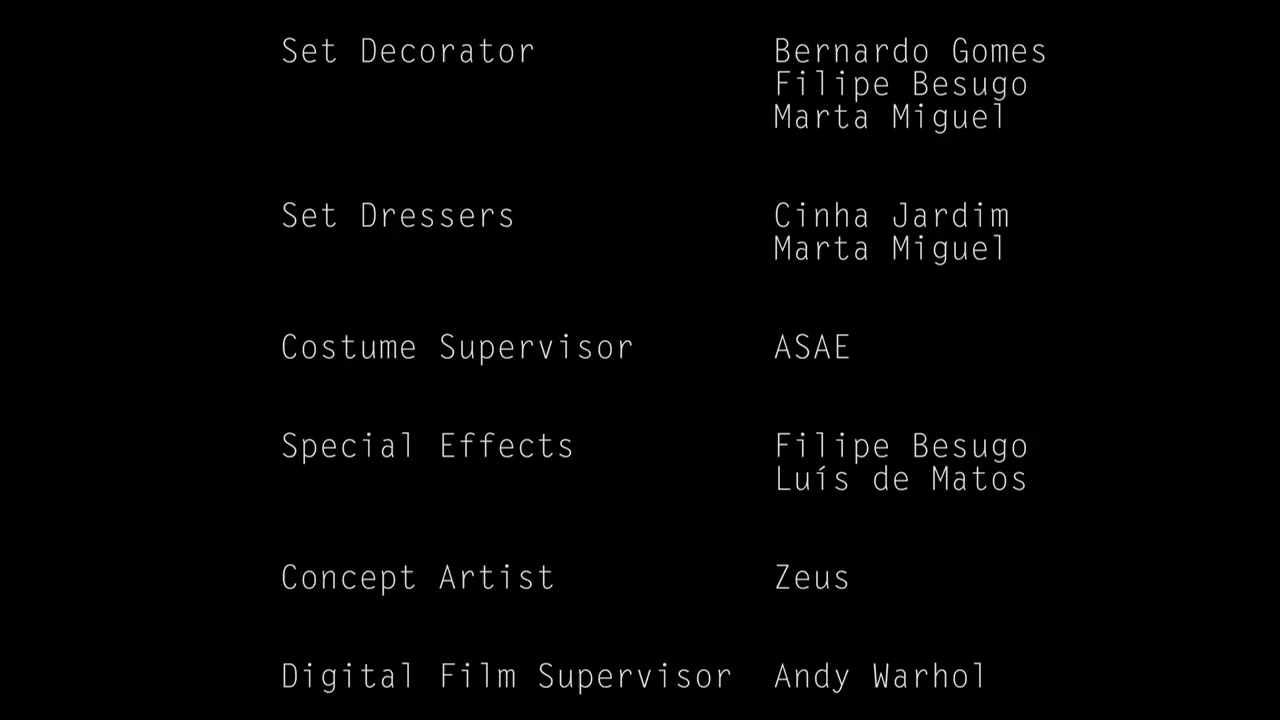 Set Decorator Bernardo Gomes
Filipe Besugo
Marta Miguel
Set Dressers Cinha Jardim
Marta Miguel
Costume Supervisor ASAE
Special Effects Filipe Besugo
Luís de Matos
Concept Artist Zeus
Digital Film Supervisor Andy Warhol